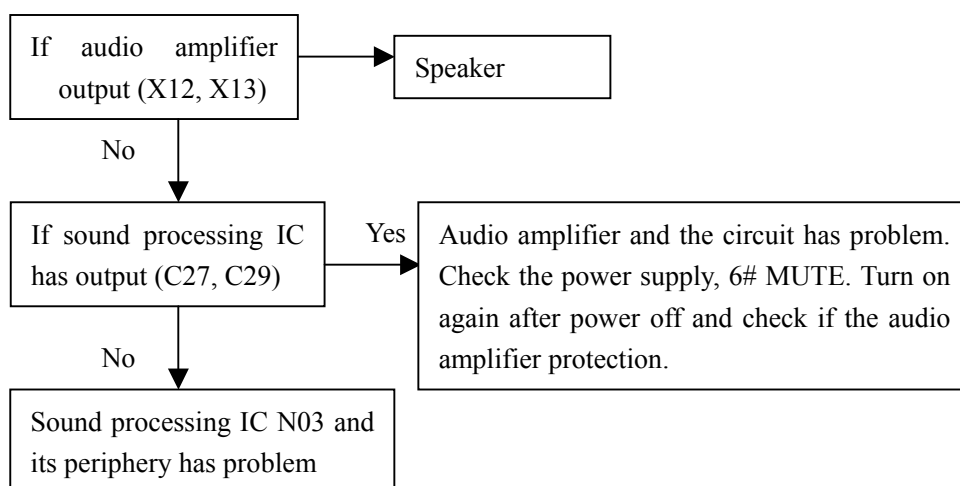 If audio amplifier
output (X12, X13)
Speaker
No
If sound processing IC
has output (C27, C29)
Yes
Audio amplifier and the circuit has problem.
Check the power supply, 6# MUTE. Turn on
again after power off and check if the audio
amplifier protection.
No
Sound processing IC N03 and
its periphery has problem